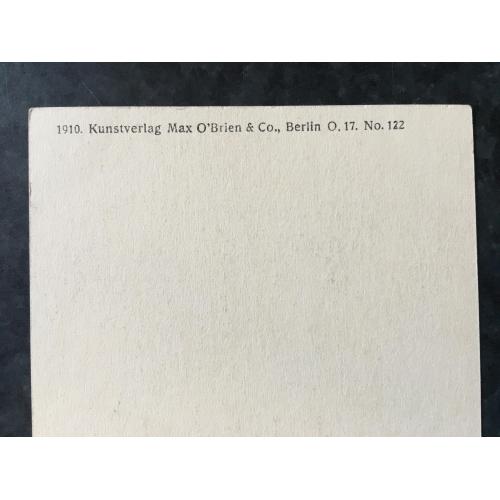 1910. Kunstverlag Max O'Brien & Co., Berlin O. 17. No. 122